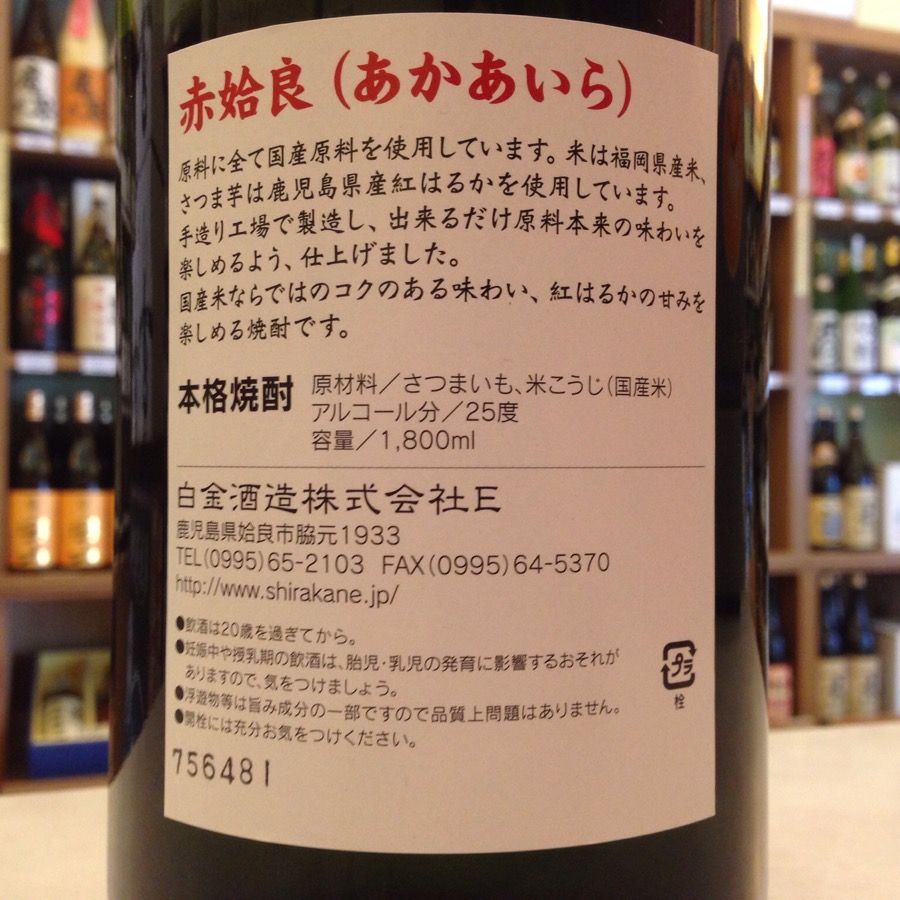 赤姶良(あかあいら)
原料に全て国産原料を使用しています。米は福岡県産米、
さつま芋は鹿児島県産紅はるかを使用しています。
手造り工場で製造し、出来るだけ原料本来の味わいを
楽しめるよう、仕上げました。
国産米ならではのコクのある味わい、紅はるかの甘みを
楽しめる焼酎です。
本格焼酎
原材料/さつまいも、米こうじ(国産米)
アルコール分/25度
容量/1,800ml
白金酒造株式会社E
鹿児島県姶良市脇元1933
TEL(0995)65-2103 FAX(0995)64-5370
http://www.shirakane.jp/
●飲酒は20歳を過ぎてから。
●妊娠中や授乳期の飲酒は、胎児・乳児の発育に影響するおそれが
ありますので、気をつけましょう。
●浮遊物等は旨み成分の一部ですので品質上問題はありません。
●開栓には充分お気をつけください。
プラ
栓
756481